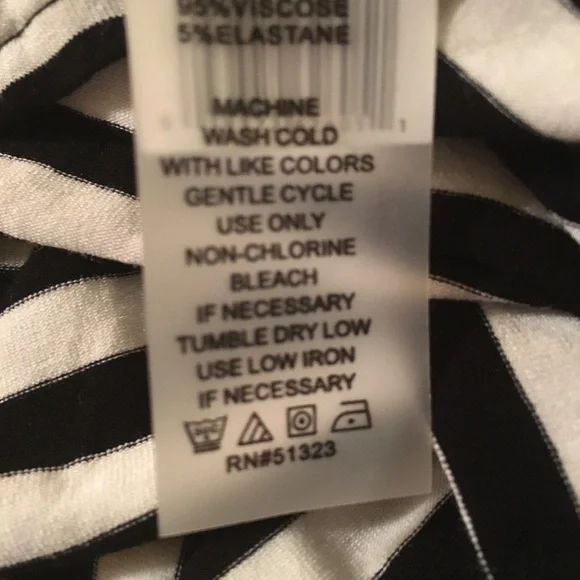 95%VISCOSE
5%ELASTANE
MACHINE
WASH COLD
WITH LIKE COLORS
GENTLE CYCLE
USE ONLY
NON-CHLORINE
BLEACH
IF NECESSARY
TUMBLE DRY LOW
USE LOW IRON
IF NECESSARY
RN#51323